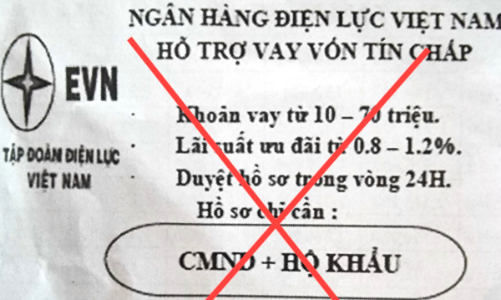 NGÂN HÀNG ĐIỆN LỰC VIỆT NAM
HỖ TRỢ VAY VỐN TÍN CHẤP
EVN
TẬP ĐOÀN ĐIỆN LỰC
VIỆT NAM
Khoản vay từ 10 – 70 triệu.
Lãi suất ưu đãi từ 0.8 – 1.2%.
Duyệt hồ sơ trong vòng 24H.
Hồ sơ chỉ cần :
CMND + HỘ KHẨU